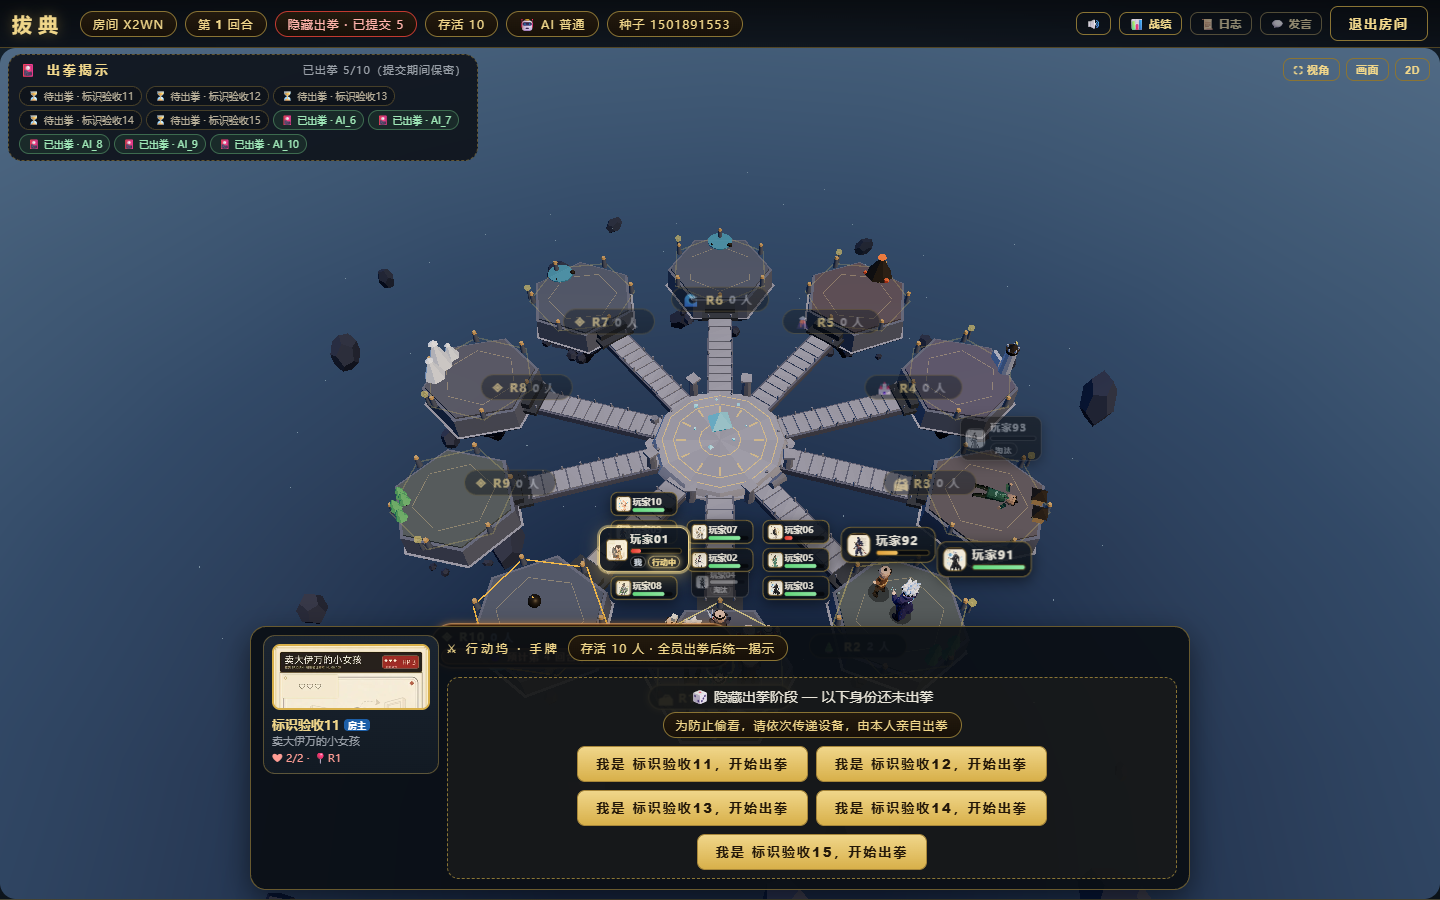 拔典
房间 X2WN
第 1 回合
隐藏出拳 · 已提交 5
存活 10
AI 普通
种子 1501891553
战绩
日志
发言
退出房间
出拳揭示
已出拳 5/10（提交期间保密）
待出拳 · 标识验收11
待出拳 · 标识验收12
待出拳 · 标识验收13
待出拳 · 标识验收14
待出拳 · 标识验收15
已出拳 · AI_6
已出拳 · AI_7
已出拳 · AI_8
已出拳 · AI_9
已出拳 · AI_10
视角
画面
2D
R6 0 人
R7 0 人
R5 0 人
R8 0 人
R4 0 人
玩家93
淘汰
R9 0 人
R3 0 人
玩家10
玩家01
我 行动中
玩家07
玩家06
玩家92
玩家91
玩家02
玩家05
玩家08
淘汰
玩家03
卖大伊万的小女孩
HP 2
标识验收11 房主
卖大伊万的小女孩
2/2 · R1
行动坞 · 手牌
存活 10 人 · 全员出拳后统一揭示
隐藏出拳阶段 — 以下身份还未出拳
为防止偷看，请依次传递设备，由本人亲自出拳
我是 标识验收11，开始出拳
我是 标识验收12，开始出拳
我是 标识验收13，开始出拳
我是 标识验收14，开始出拳
我是 标识验收15，开始出拳